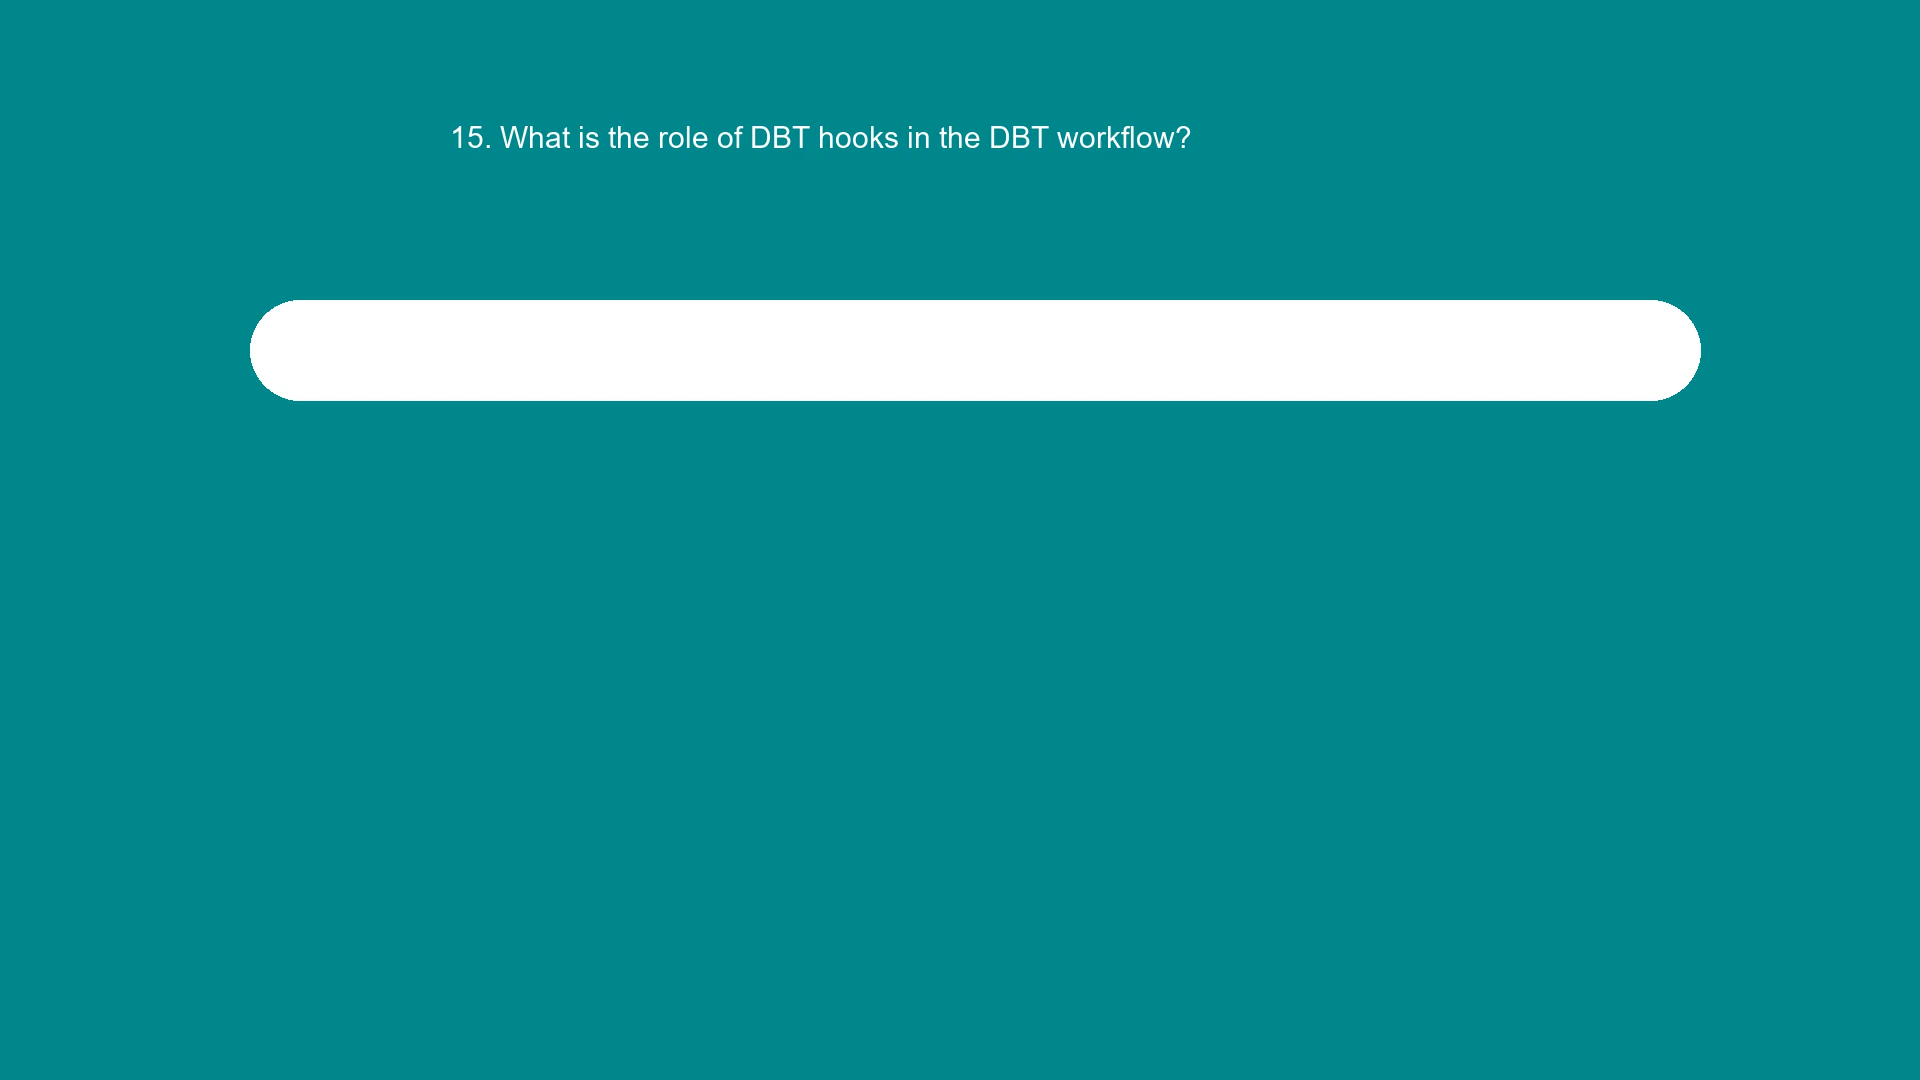 15. What is the role of DBT hooks in the DBT workflow?